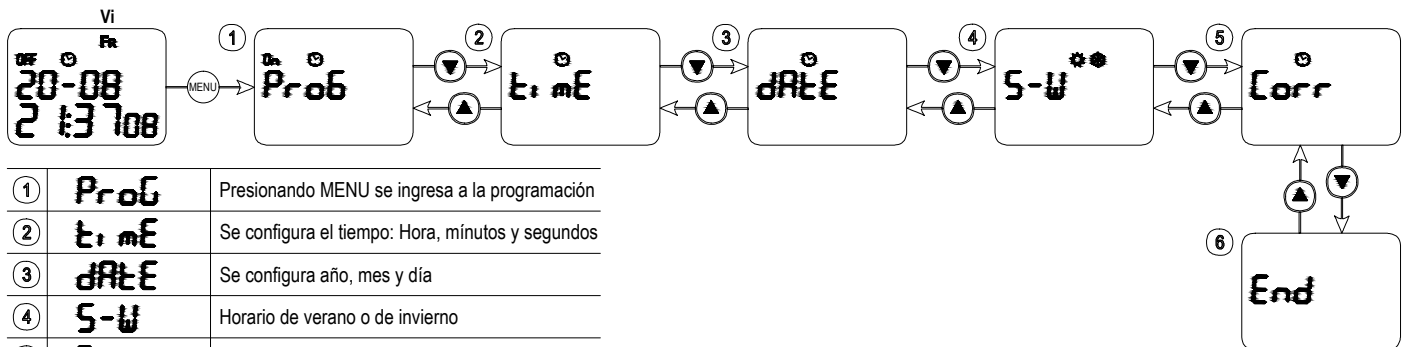 Vi
FR
OFF
20-08
21:37 08
MENU
1
On
Prog
2
timE
3
dAtE
4
S-W
5
Corr
6
End
1 Prog Presionando MENU se ingresa a la programación
2 timE Se configura el tiempo: Hora, mínutos y segundos
3 dAtE Se configura año, mes y día
4 S-W Horario de verano o de invierno